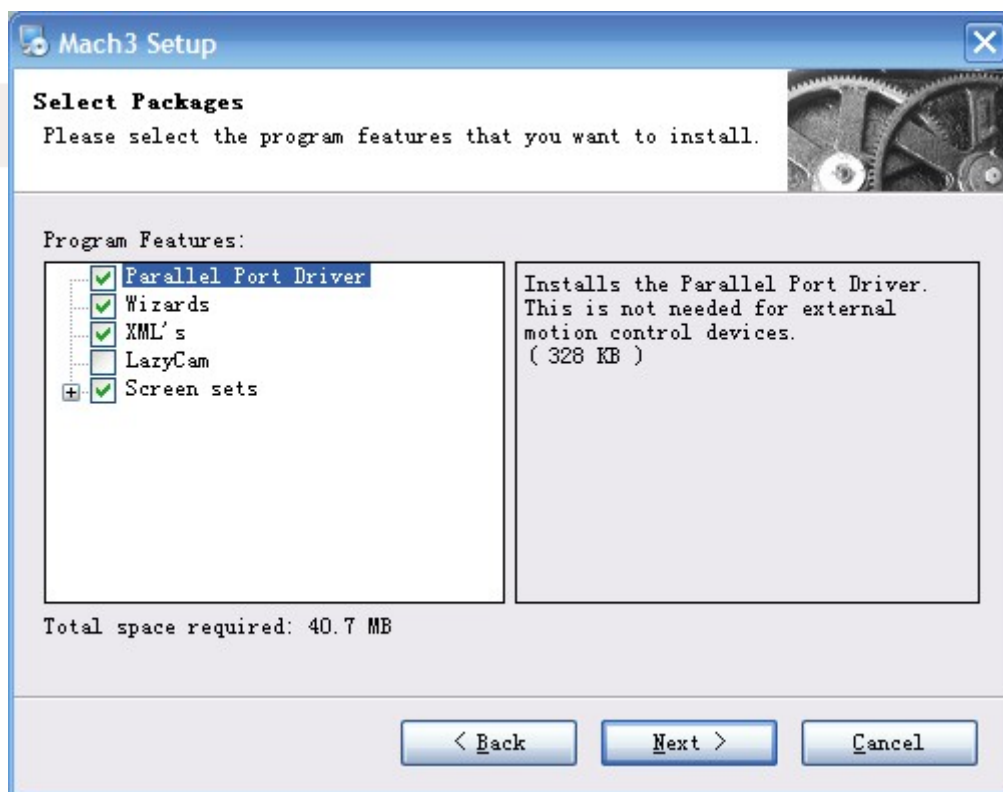 Mach3 Setup
Select Packages
Please select the program features that you want to install.
Program Features:
Parallel Port Driver
Wizards
XML's
LazyCam
Screen sets
Installs the Parallel Port Driver.
This is not needed for external
motion control devices.
( 328 KB )
Total space required: 40.7 MB
< Back
Next >
Cancel